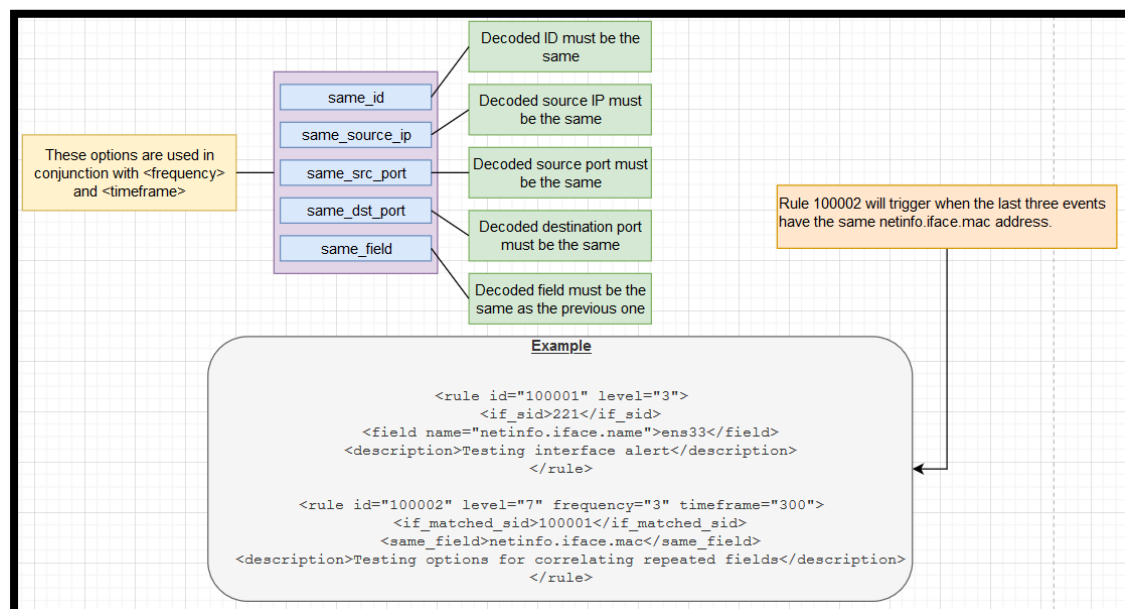 These options are used in
conjunction with <frequency>
and <timeframe>
same_id
same_source_ip
same_src_port
same_dst_port
same_field
Decoded ID must be the
same
Decoded source IP must
be the same
Decoded source port must
be the same
Decoded destination port
must be the same
Decoded field must be the
same as the previous one
Rule 100002 will trigger when the last three events
have the same netinfo.iface.mac address.
Example
<rule id="100001" level="3">
<if_sid>221</if_sid>
<field name="netinfo.iface.name">ens33</field>
<description>Testing interface alert</description>
</rule>
<rule id="100002" level="7" frequency="3" timeframe="300">
<if_matched_sid>100001</if_matched_sid>
<same_field>netinfo.iface.mac</same_field>
<description>Testing options for correlating repeated fields</description>
</rule>